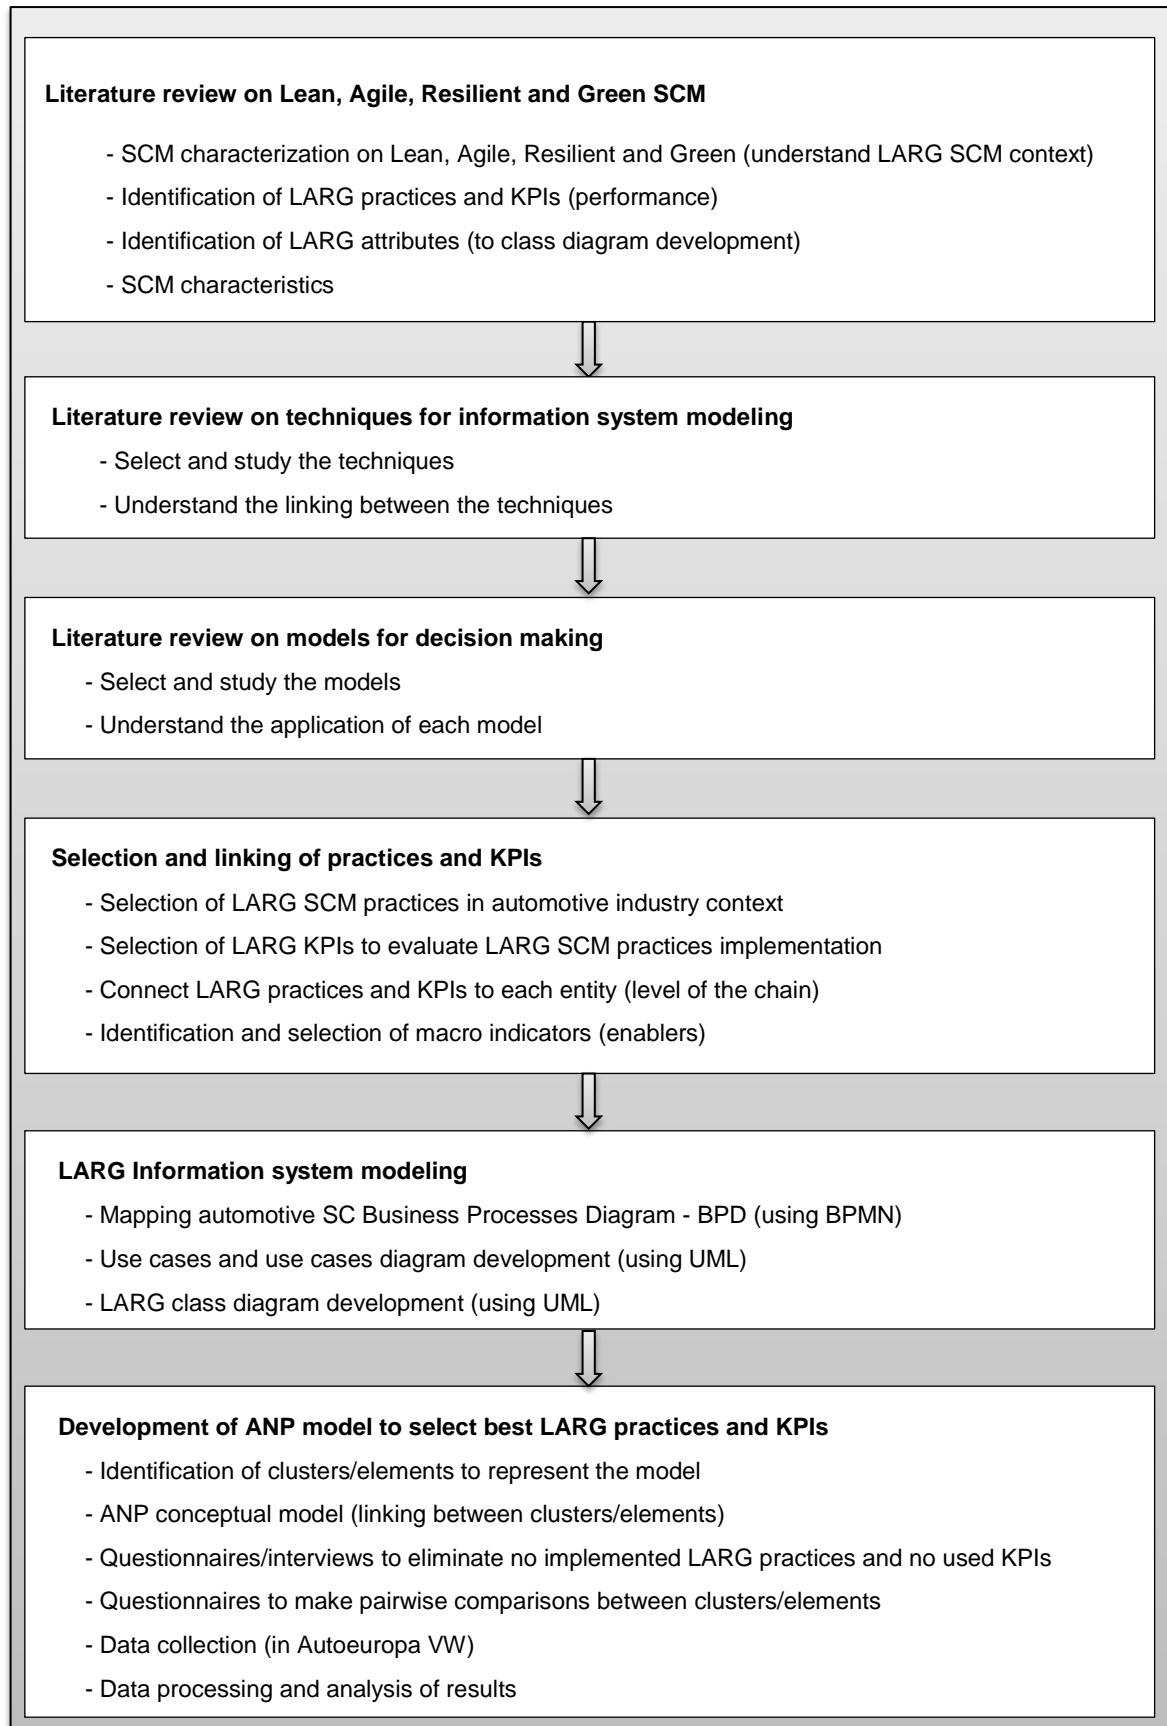 Literature review on Lean, Agile, Resilient and Green SCM
- SCM characterization on Lean, Agile, Resilient and Green (understand LARG SCM context)
- Identification of LARG practices and KPIs (performance)
- Identification of LARG attributes (to class diagram development)
- SCM characteristics
Literature review on techniques for information system modeling
- Select and study the techniques
- Understand the linking between the techniques
Literature review on models for decision making
- Select and study the models
- Understand the application of each model
Selection and linking of practices and KPIs
- Selection of LARG SCM practices in automotive industry context
- Selection of LARG KPIs to evaluate LARG SCM practices implementation
- Connect LARG practices and KPIs to each entity (level of the chain)
- Identification and selection of macro indicators (enablers)
LARG Information system modeling
- Mapping automotive SC Business Processes Diagram - BPD (using BPMN)
- Use cases and use cases diagram development (using UML)
- LARG class diagram development (using UML)
Development of ANP model to select best LARG practices and KPIs
- Identification of clusters/elements to represent the model
- ANP conceptual model (linking between clusters/elements)
- Questionnaires/interviews to eliminate no implemented LARG practices and no used KPIs
- Questionnaires to make pairwise comparisons between clusters/elements
- Data collection (in Autoeuropa VW)
- Data processing and analysis of results